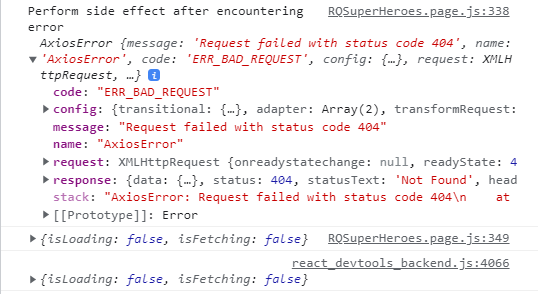 Perform side effect after encountering RQSuperHeroes.page.js:338
error
AxiosError {message: 'Request failed with status code 404', name:
'AxiosError', code: 'ERR_BAD_REQUEST', config: {…}, request: XMLH
ttpRequest, …} i
code: "ERR_BAD_REQUEST"
config: {transitional: {…}, adapter: Array(2), transformRequest:
message: "Request failed with status code 404"
name: "AxiosError"
request: XMLHttpRequest {onreadystatechange: null, readyState: 4
response: {data: {…}, status: 404, statusText: 'Not Found', head
stack: "AxiosError: Request failed with status code 404\n    at
[[Prototype]]: Error
{isLoading: false, isFetching: false} RQSuperHeroes.page.js:349
react_devtools_backend.js:4066
{isLoading: false, isFetching: false}